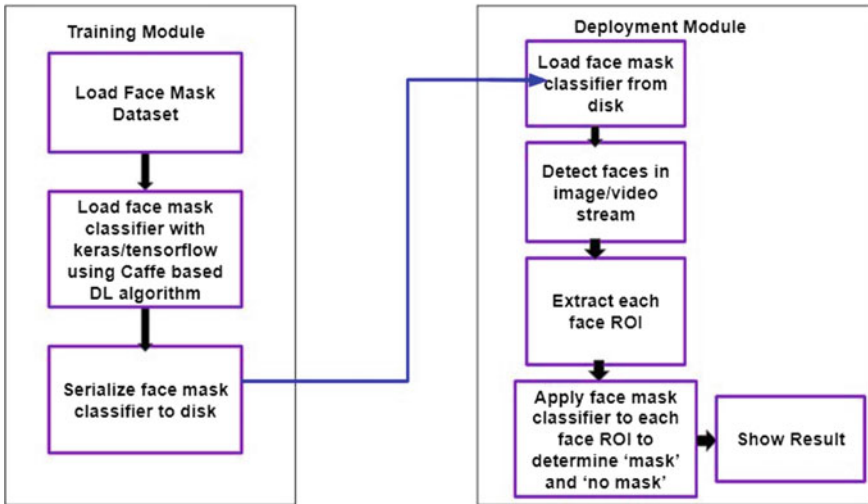 Training Module
Load Face Mask
Dataset
Load face mask
classifier with
keras/tensorflow
using Caffe based
DL algorithm
Serialize face mask
classifier to disk
Deployment Module
Load face mask
classifier from
disk
Detect faces in
image/video
stream
Extract each
face ROI
Apply face mask
classifier to each
face ROI to
determine ‘mask’
and ‘no mask’
Show Result